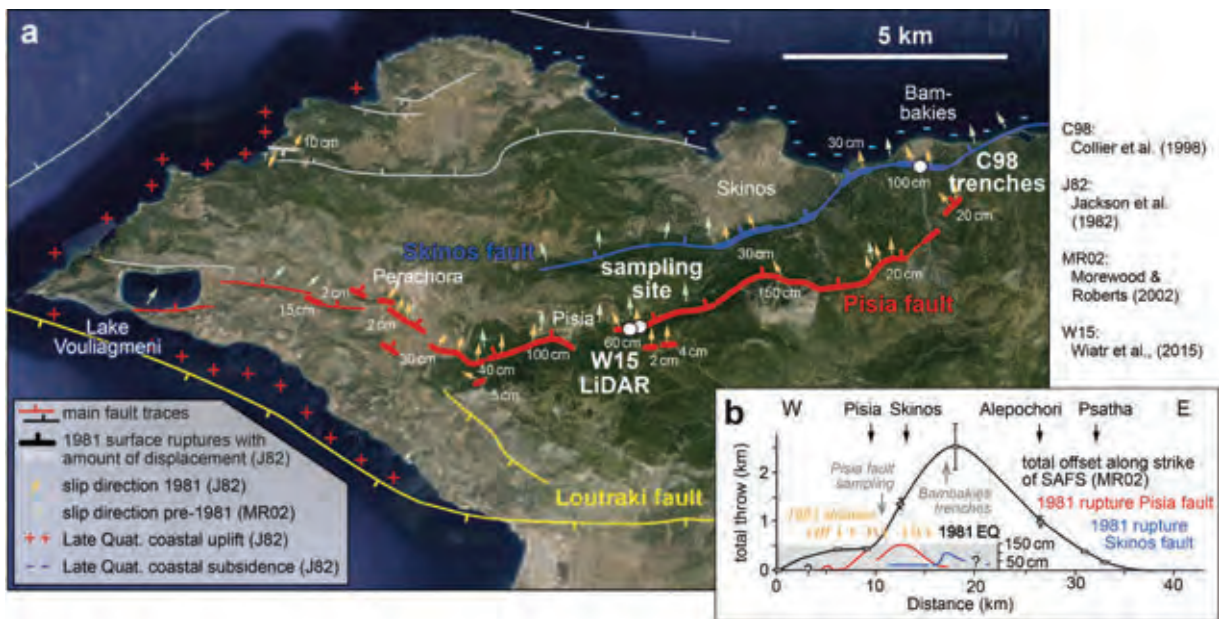 a
5 km
Bam-
bakies
10 cm
30 cm
100 cm
C98
trenches
20 cm
Skinos
Skinos fault
30 cm
sampling
site
20 cm
150 cm
Pisia fault
Perachora
2 cm
15 cm
2 cm
Pisia
60 cm
4 cm
2 cm
100 cm
30 cm
40 cm
5 cm
W15
LiDAR
Lake
Vouliagmeni
Loutraki fault
C98:
Collier et al. (1998)
J82:
Jackson et al.
(1982)
MR02:
Morewood &
Roberts (2002)
W15:
Wiatr et al., (2015)
main fault traces
1981 surface ruptures with
amount of displacement (J82)
slip direction 1981 (J82)
slip direction pre-1981 (MR02)
Late Quat. coastal uplift (J82)
Late Quat. coastal subsidence (J82)
b
W Pisia Skinos Alepochori Psatha E
total throw (km)
2
1
0
Pisia fault
sampling
Bambakies
trenches
total offset along strike
of SAFS (MR02)
1981 rupture Pisia fault
1981 rupture
Skinos fault
1981
1981 EQ
150 cm
50 cm
?
?
0 10 20 30 40
Distance (km)